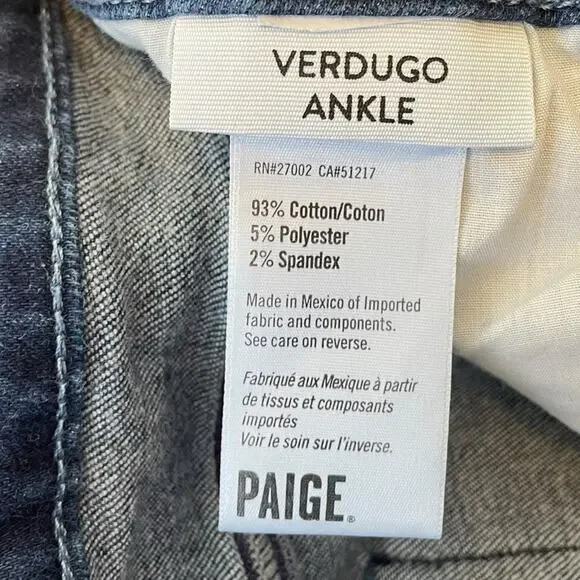 VERDUGO
ANKLE
RN#27002 CA#51217
93% Cotton/Coton
5% Polyester
2% Spandex
Made in Mexico of Imported
fabric and components.
See care on reverse.
Fabriqué aux Mexique à partir
de tissus et composants
importés
Voir le soin sur l'inverse.
PAIGE®